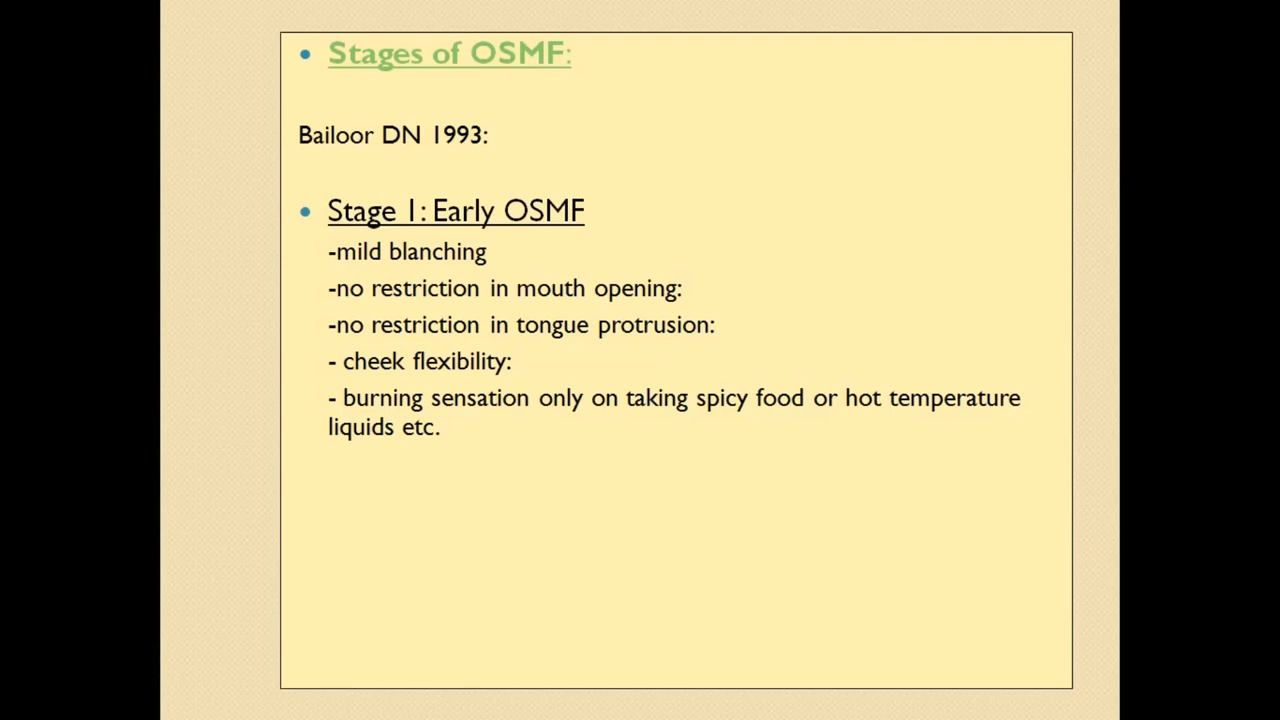 • Stages of OSMF:
Bailoor DN 1993:
• Stage 1: Early OSMF
-mild blanching
-no restriction in mouth opening:
-no restriction in tongue protrusion:
- cheek flexibility:
- burning sensation only on taking spicy food or hot temperature
liquids etc.